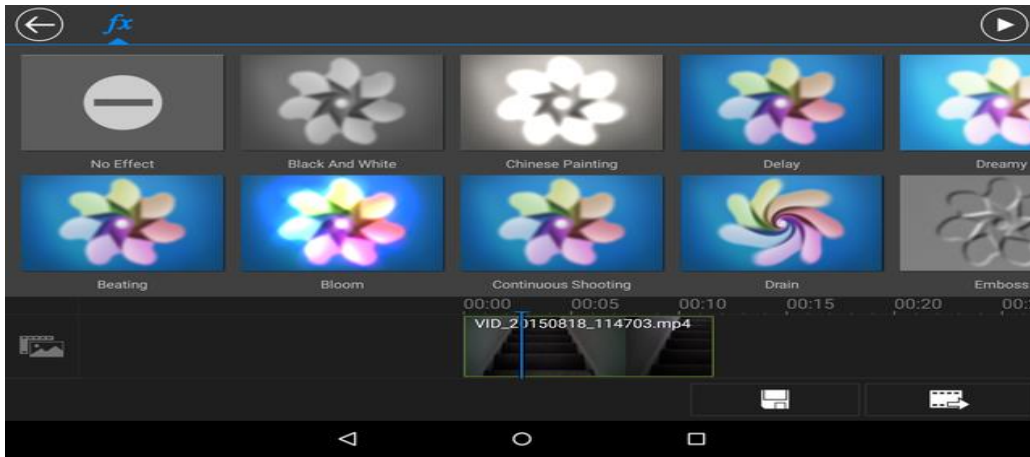 fx
No Effect
Black And White
Chinese Painting
Delay
Dreamy
Beating
Bloom
Continuous Shooting
Drain
Emboss
00:00 00:05 00:10 00:15 00:20
VID_20150818_114703.mp4